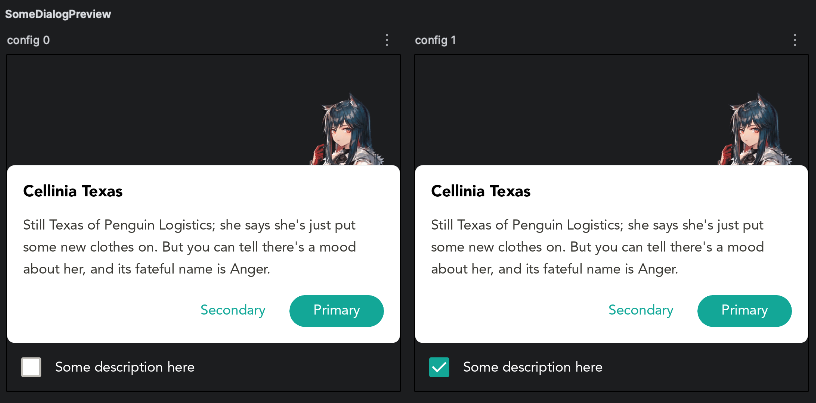 SomeDialogPreview
config 0
Cellinia Texas
Still Texas of Penguin Logistics; she says she's just put
some new clothes on. But you can tell there's a mood
about her, and its fateful name is Anger.
Secondary
Primary
Some description here
config 1
Cellinia Texas
Still Texas of Penguin Logistics; she says she's just put
some new clothes on. But you can tell there's a mood
about her, and its fateful name is Anger.
Secondary
Primary
Some description here